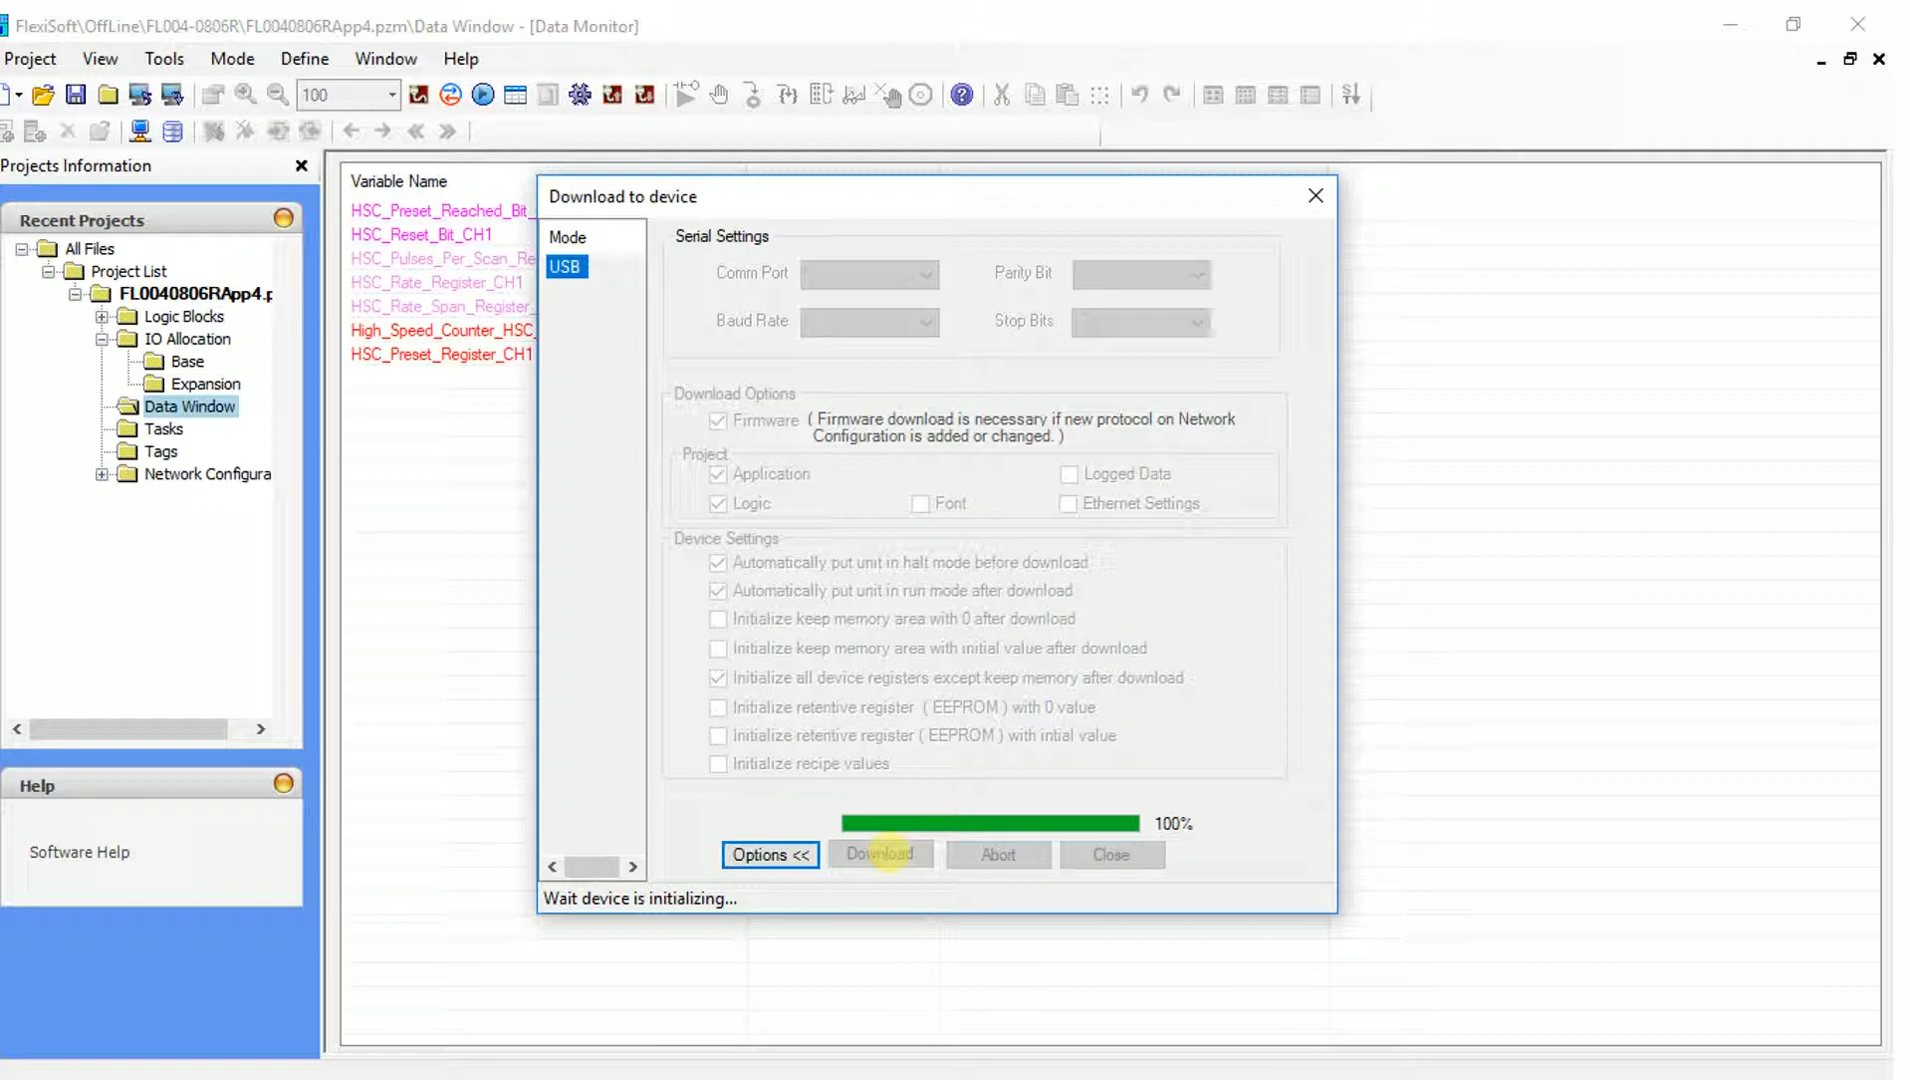 FlexiSoft\OffLine\FL004-0806R\FL0040806RApp4.pzm\Data Window - [Data Monitor]
Project View Tools Mode Define Window Help
100
Projects Information
Recent Projects
All Files
Project List
FL0040806RApp4.p
Logic Blocks
IO Allocation
Base
Expansion
Data Window
Tasks
Tags
Network Configura
Help
Software Help
Variable Name
HSC_Preset_Reached_Bit_
HSC_Reset_Bit_CH1
HSC_Pulses_Per_Scan_Re
HSC_Rate_Register_CH1
HSC_Rate_Span_Register_
High_Speed_Counter_HSC_
HSC_Preset_Register_CH1
Download to device
Mode
USB
Serial Settings
Comm Port
Parity Bit
Baud Rate
Stop Bits
Download Options
Firmware ( Firmware download is necessary if new protocol on Network
Configuration is added or changed. )
Project
Application
Logged Data
Logic
Font
Ethernet Settings
Device Settings
Automatically put unit in halt mode before download
Automatically put unit in run mode after download
Initialize keep memory area with 0 after download
Initialize keep memory area with initial value after download
Initialize all device registers except keep memory after download
Initialize retentive register ( EEPROM ) with 0 value
Initialize retentive register ( EEPROM ) with intial value
Initialize recipe values
100%
Options << Download Abort Close
Wait device is initializing...